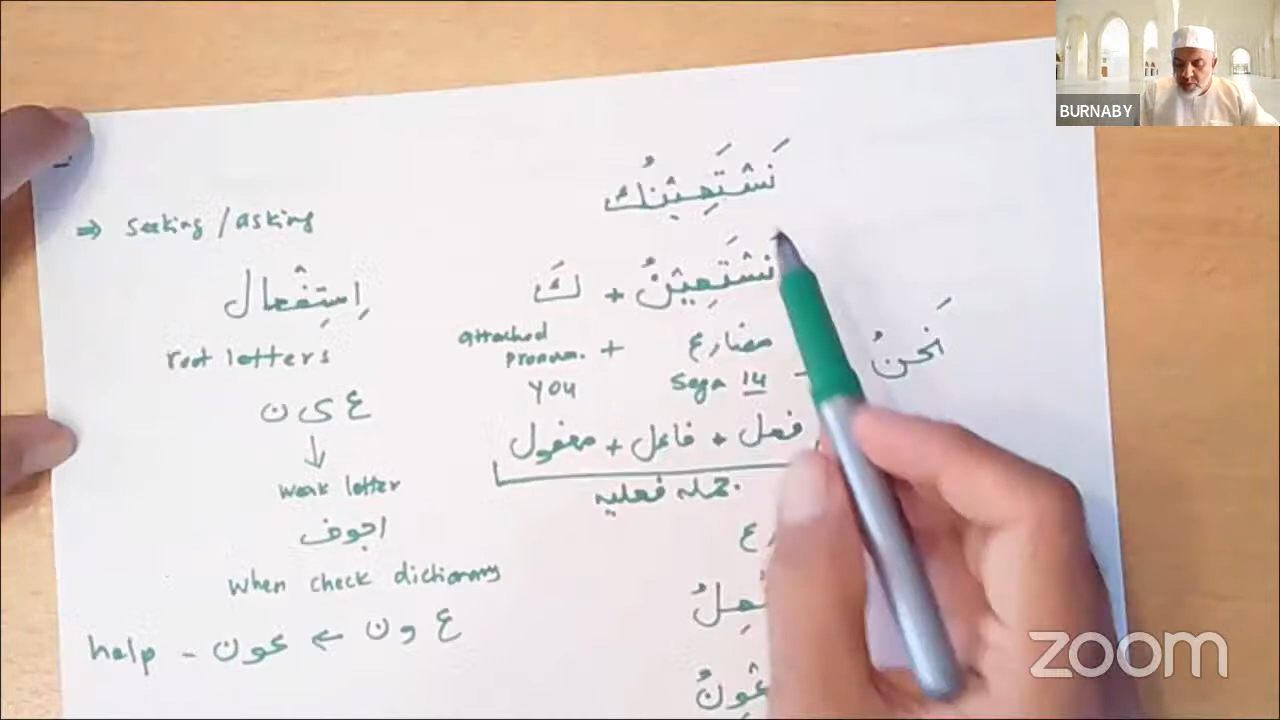 BURNABY
نَسْتَعِيْنُكَ
نَسْتَعِيْنُ + كَ
مضارع + attached pronoun.
Sega 14 YOU
نَحْنُ
فعل + فاعل + مفعول
جمله فعليه
⇒ seeking / asking
اِسْتِفْعال
root letters
ع ى ن
↓
weak letter
اجوف
when check dictionary
ع و ن ← عون - help
zoom